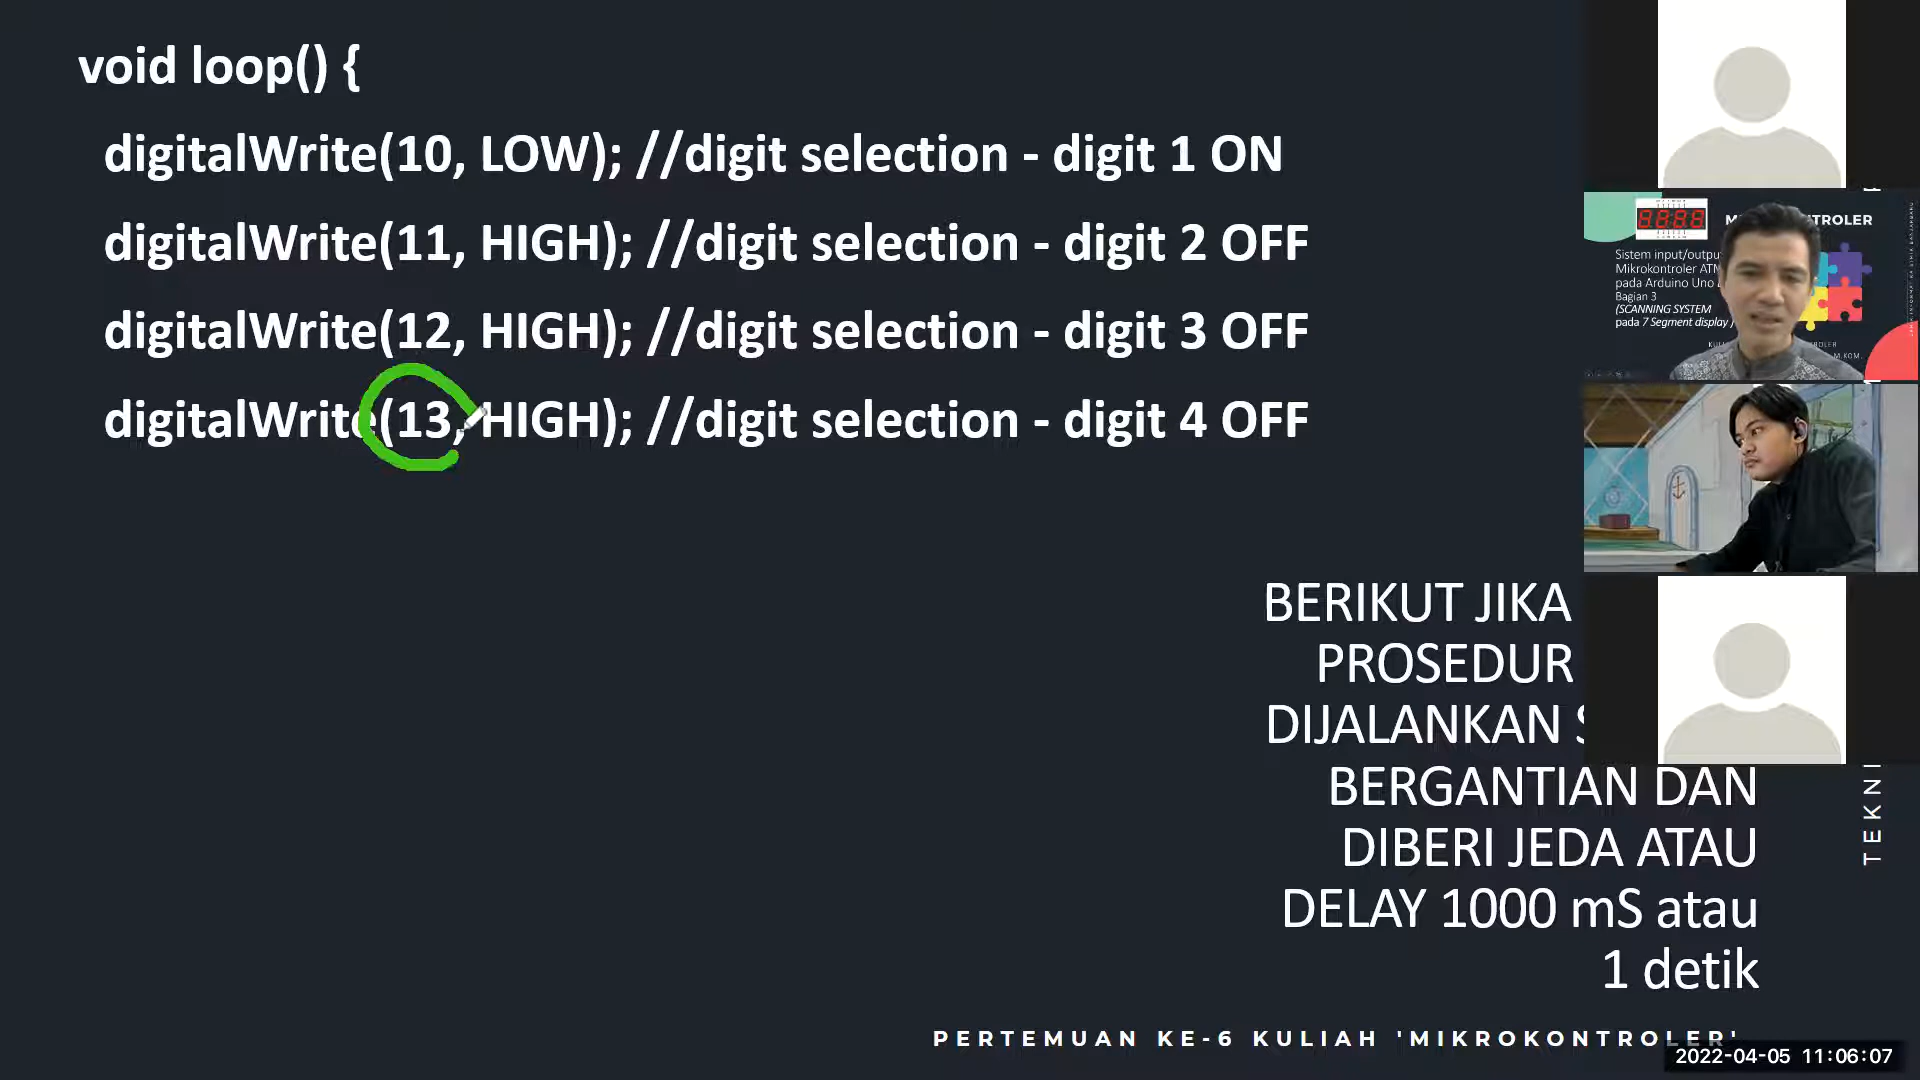 void loop() {
digitalWrite(10, LOW); //digit selection - digit 1 ON
digitalWrite(11, HIGH); //digit selection - digit 2 OFF
digitalWrite(12, HIGH); //digit selection - digit 3 OFF
digitalWrite(13, HIGH); //digit selection - digit 4 OFF
BERIKUT JIKA
PROSEDUR
DIJALANKAN
BERGANTIAN DAN
DIBERI JEDA ATAU
DELAY 1000 mS atau
1 detik
PERTEMUAN KE-6 KULIAH 'MIKROKONTROLER'
2022-04-05 11:06:07
TEKNI
Sistem input/outpu
Mikrokontroler
pada Arduino Uno
Bagian 3
(SCANNING SYSTEM
pada 7 Segment display )
M.KOM.